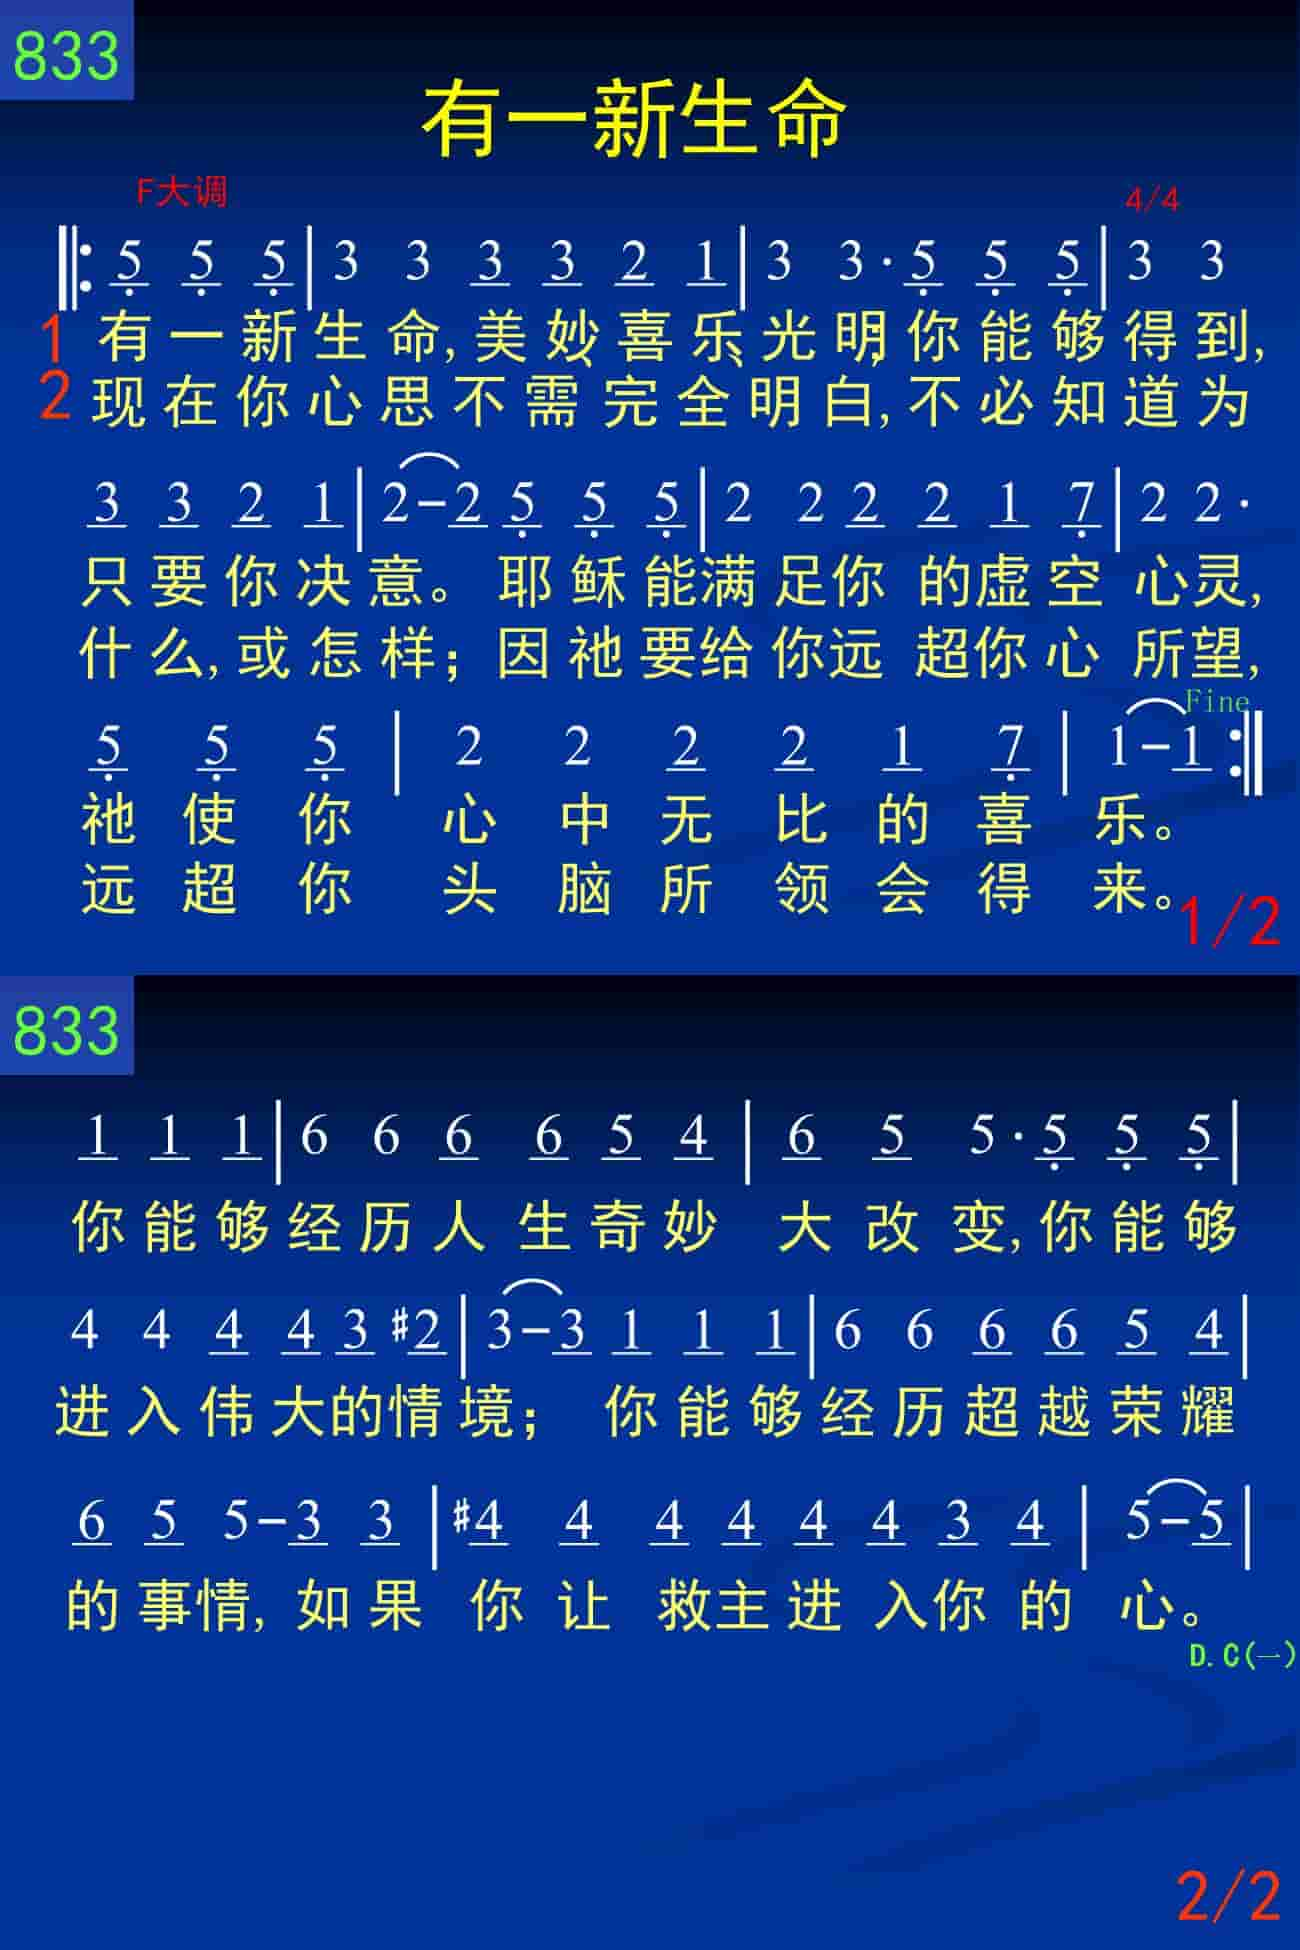 833
有一新生命
F大调 4/4
5 5 5 | 3 3 3 3 2 1 | 3 3 · 5 5 5 | 3 3
1 有一新生命,美妙、喜乐、光明;你能够得到,
2 现在你心思不需完全明白,不必知道为
3 3 2 1 | 2 - 2 5 5 5 | 2 2 2 2 1 7 | 2 2 ·
只要你决意。耶稣能满足你的虚空心灵,
什么,或怎样;因祂要给你远超你心所望,
Fine
5 5 5 | 2 2 2 2 1 7 | 1 - 1
祂使你心中无比的喜乐。
远超你头脑所领会得来。
1/2
833
1 1 1 | 6 6 6 6 5 4 | 6 5 5 · 5 5 5 |
你能够经历人生奇妙大改变,你能够
4 4 4 4 3 #2 | 3 - 3 1 1 1 | 6 6 6 6 5 4 |
进入伟大的情境;你能够经历超越荣耀
6 5 5 - 3 3 | #4 4 4 4 4 4 3 4 | 5 - 5 |
的事情,如果你让救主进入你的心。
D.C(一)
2/2